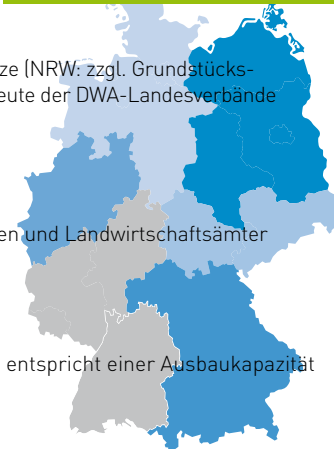 ze (NRW: zzgl. Grundstücks-
eute der DWA-Landesverbände
en und Landwirtschaftsämter
entspricht einer Ausbaukapazität